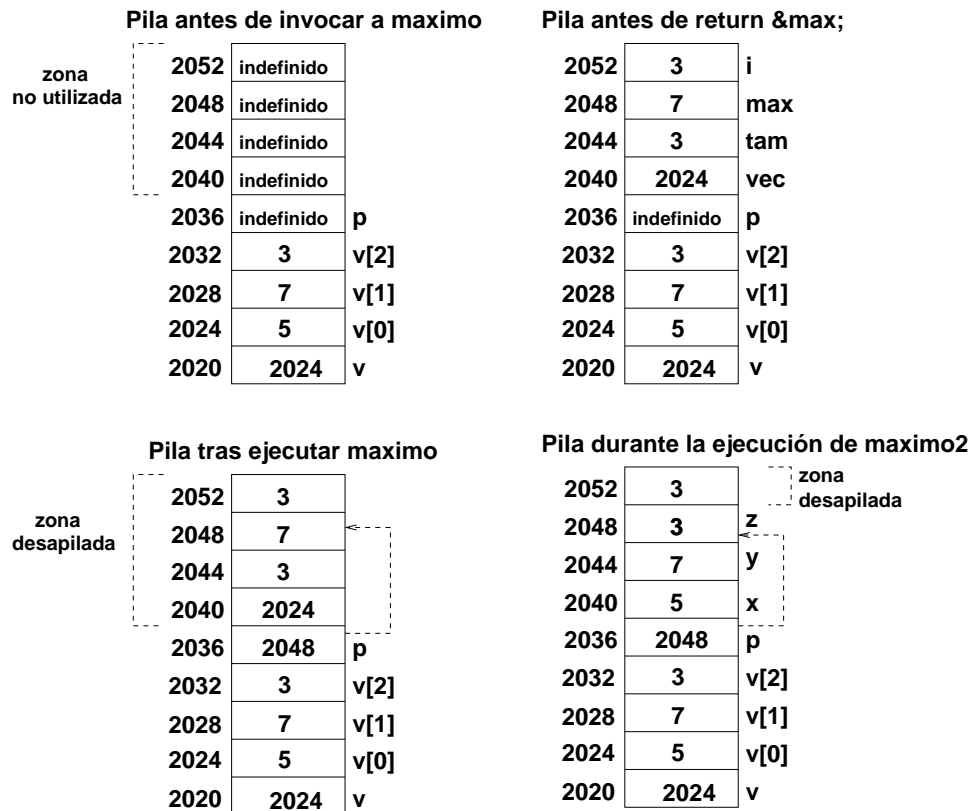 Pila antes de invocar a maximo
zona
no utilizada
2052 indefinido
2048 indefinido
2044 indefinido
2040 indefinido
2036 indefinido p
2032 3 v[2]
2028 7 v[1]
2024 5 v[0]
2020 2024 v
Pila antes de return &max;
2052 3 i
2048 7 max
2044 3 tam
2040 2024 vec
2036 indefinido p
2032 3 v[2]
2028 7 v[1]
2024 5 v[0]
2020 2024 v
Pila tras ejecutar maximo
zona
desapilada
2052 3
2048 7
2044 3
2040 2024
2036 2048 p
2032 3 v[2]
2028 7 v[1]
2024 5 v[0]
2020 2024 v
Pila durante la ejecución de maximo2
zona
desapilada
2052 3
2048 3 z
2044 7 y
2040 5 x
2036 2048 p
2032 3 v[2]
2028 7 v[1]
2024 5 v[0]
2020 2024 v